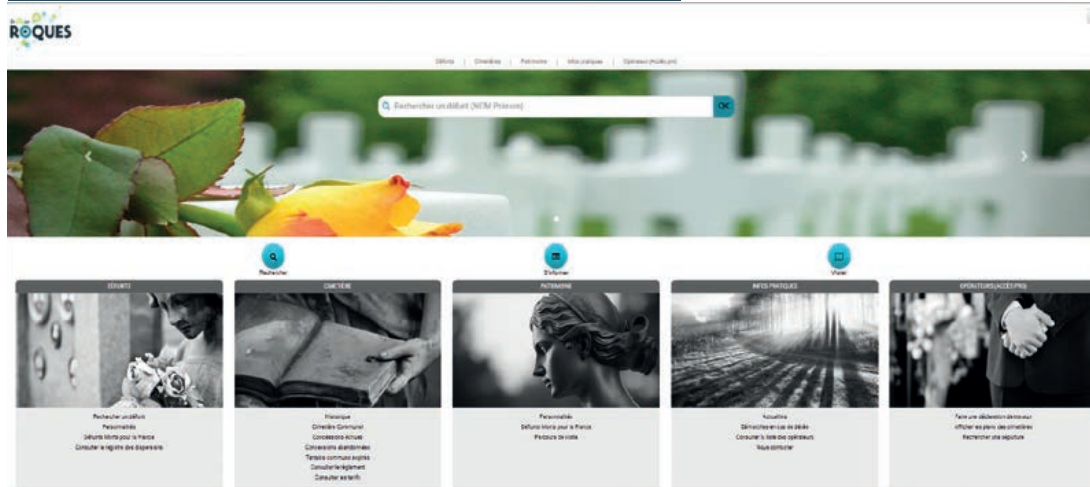 ROQUES
Défunts | Cimetières | Patrimoine | Infos pratiques | Opérateur (Accès pro)
Rechercher un défunt (NOM Prénom)
OK
Rechercher
S'informer
Visiter
DÉFUNTS
CIMETIÈRE
PATRIMOINE
INFOS PRATIQUES
OPÉRATEURS (ACCÈS PRO)
Rechercher un défunt
Personnalités
Défunts Morts pour la France
Consulter le registre des dispersions
Historique
Cimetière Communal
Concessions échues
Concessions abandonnées
Terrains communs expirés
Consulter le règlement
Consulter les tarifs
Personnalités
Défunts Morts pour la France
Parcours de visite
Actualités
Démarches en cas de décès
Consulter la liste des opérateurs
Nous contacter
Faire une déclaration de travaux
Afficher les plans des cimetières
Rechercher une sépulture